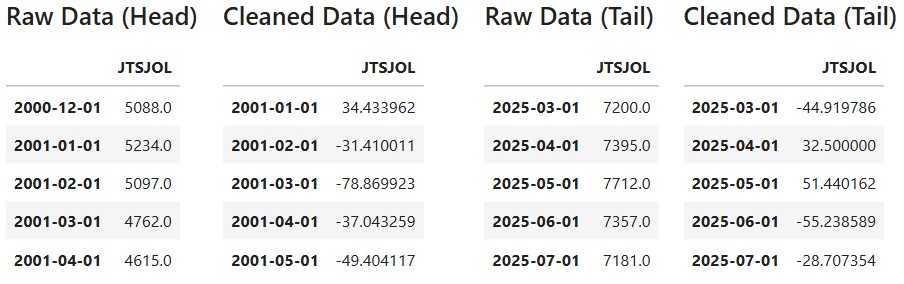 Raw Data (Head) Cleaned Data (Head) Raw Data (Tail) Cleaned Data (Tail)
JTSJOL JTSJOL JTSJOL JTSJOL
2000-12-01 5088.0 2001-01-01 34.433962 2025-03-01 7200.0 2025-03-01 -44.919786
2001-01-01 5234.0 2001-02-01 -31.410011 2025-04-01 7395.0 2025-04-01 32.500000
2001-02-01 5097.0 2001-03-01 -78.869923 2025-05-01 7712.0 2025-05-01 51.440162
2001-03-01 4762.0 2001-04-01 -37.043259 2025-06-01 7357.0 2025-06-01 -55.238589
2001-04-01 4615.0 2001-05-01 -49.404117 2025-07-01 7181.0 2025-07-01 -28.707354